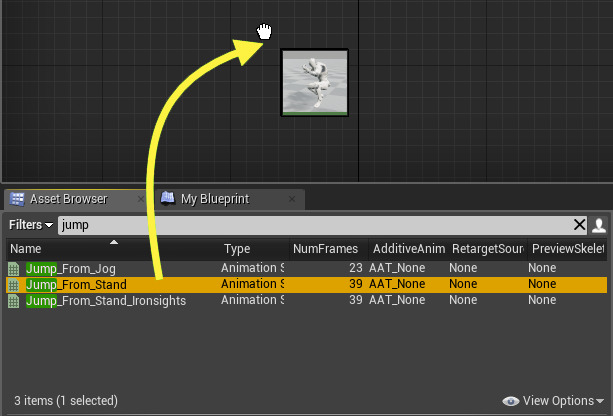 Asset Browser My Blueprint
Filters jump
Name Type NumFrames AdditiveAnim RetargetSour PreviewSkelet
Jump_From_Jog Animation S 23 AAT_None None None
Jump_From_Stand Animation S 39 AAT_None None None
Jump_From_Stand_Ironsights Animation S 39 AAT_None None None
3 items (1 selected) View Options